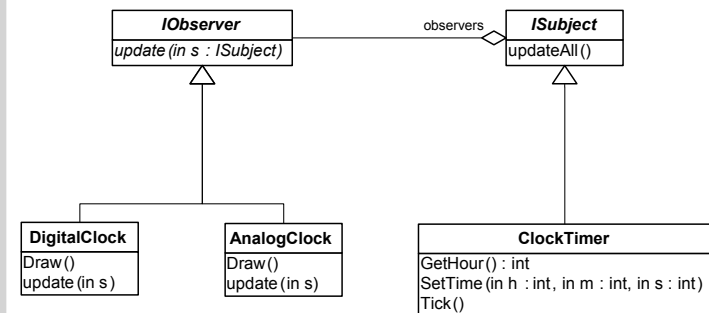 IObserver
update (in s : ISubject)
observers
ISubject
updateAll ()
DigitalClock
Draw ()
update (in s )
AnalogClock
Draw ()
update (in s )
ClockTimer
GetHour () : int
SetTime (in h : int, in m : int, in s : int)
Tick()